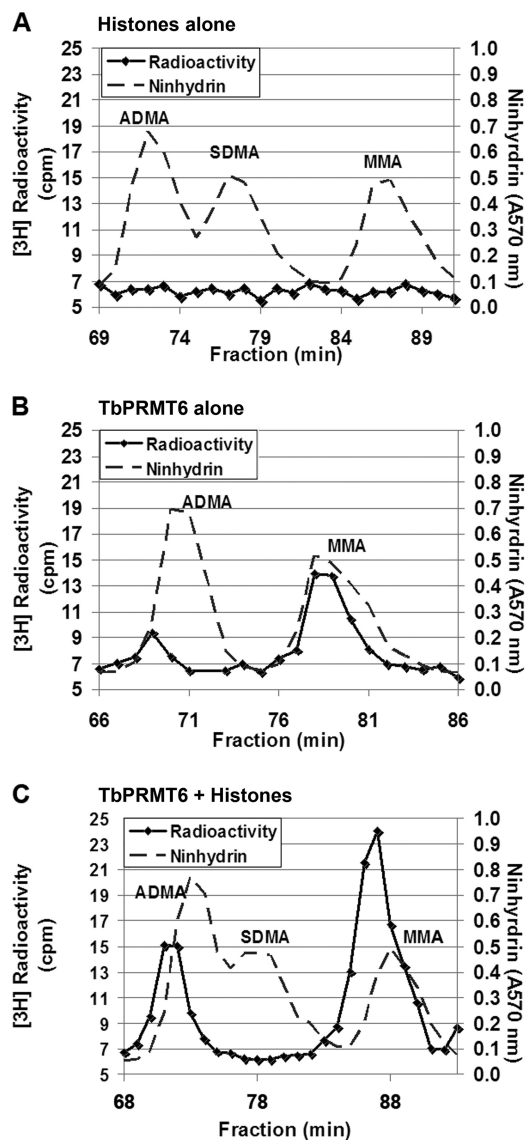 A Histones alone
Radioactivity
Ninhydrin
ADMA
SDMA
MMA
25
23
21
19
17
15
13
11
9
7
5
1.0
0.9
0.8
0.7
0.6
0.5
0.4
0.3
0.2
0.1
0.0
[3H] Radioactivity
(cpm)
Ninhyrdrin (A570 nm)
69 74 79 84 89
Fraction (min)
B TbPRMT6 alone
Radioactivity
Ninhydrin
ADMA
MMA
25
23
21
19
17
15
13
11
9
7
5
1.0
0.9
0.8
0.7
0.6
0.5
0.4
0.3
0.2
0.1
0.0
[3H] Radioactivity
(cpm)
Ninhyrdrin (A570 nm)
66 71 76 81 86
Fraction (min)
C TbPRMT6 + Histones
Radioactivity
Ninhydrin
ADMA
SDMA
MMA
25
23
21
19
17
15
13
11
9
7
5
1.0
0.9
0.8
0.7
0.6
0.5
0.4
0.3
0.2
0.1
0.0
[3H] Radioactivity
(cpm)
Ninhyrdrin (A570 nm)
68 78 88
Fraction (min)